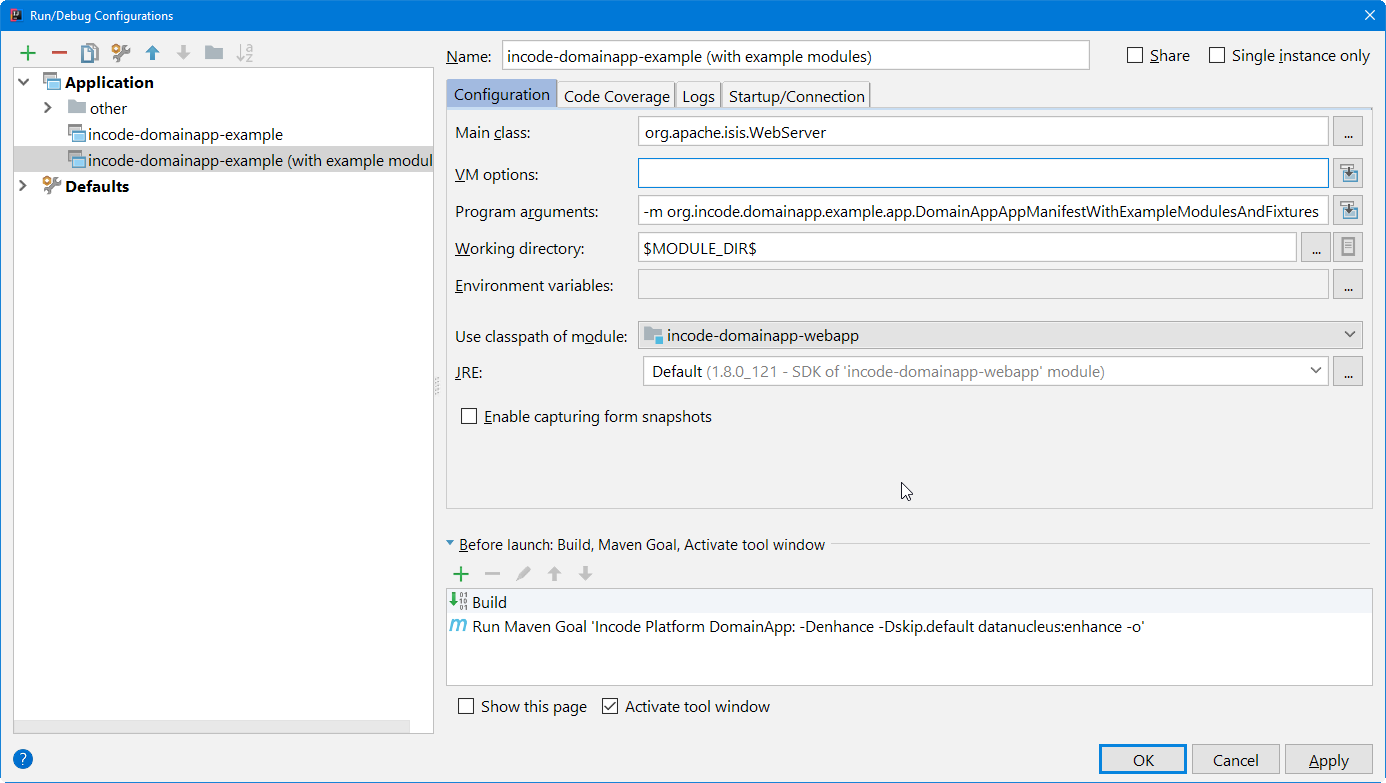 Run/Debug Configurations
Application
other
incode-domainapp-example
incode-domainapp-example (with example modul
Defaults
Name: incode-domainapp-example (with example modules)
Share
Single instance only
Configuration Code Coverage Logs Startup/Connection
Main class: org.apache.isis.WebServer ...
VM options:
Program arguments: -m org.incode.domainapp.example.app.DomainAppAppManifestWithExampleModulesAndFixtures
Working directory: $MODULE_DIR$ ...
Environment variables: ...
Use classpath of module: incode-domainapp-webapp
JRE: Default (1.8.0_121 - SDK of 'incode-domainapp-webapp' module) ...
Enable capturing form snapshots
Before launch: Build, Maven Goal, Activate tool window
Build
Run Maven Goal 'Incode Platform DomainApp: -Denhance -Dskip.default datanucleus:enhance -o'
Show this page Activate tool window
? OK Cancel Apply